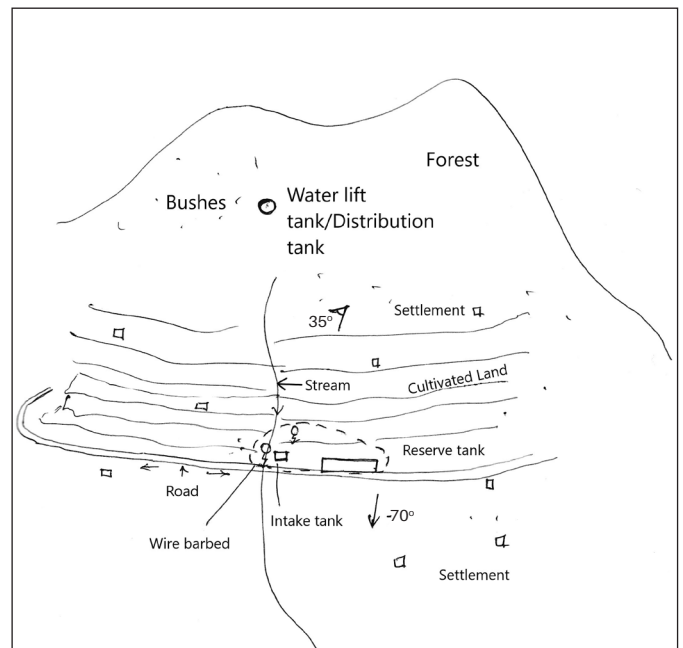 Forest
Bushes
Water lift
tank/Distribution
tank
35°
Settlement
Stream
Cultivated Land
Reserve tank
Road
Intake tank
-70°
Wire barbed
Settlement